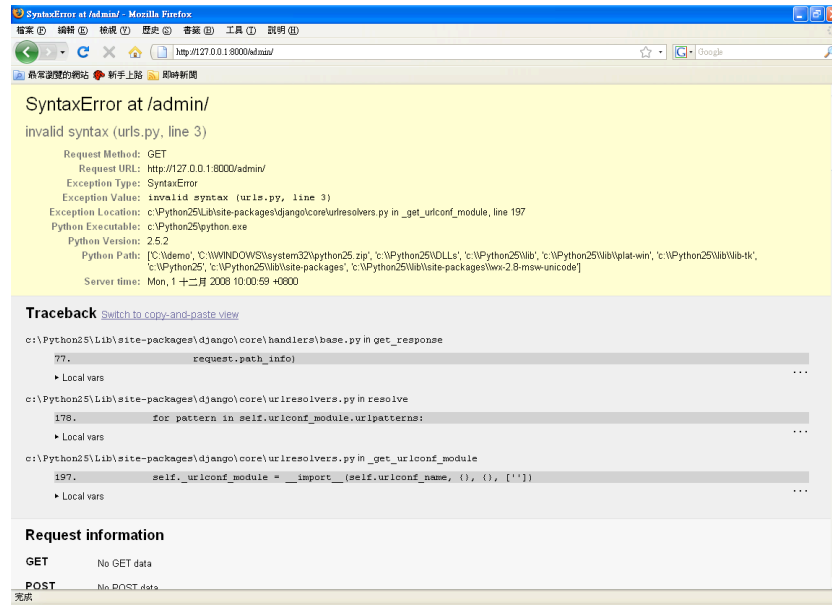 SyntaxError at /admin/ - Mozilla Firefox
檔案(F) 編輯(E) 檢視(V) 歷史(S) 書籤(B) 工具(T) 說明(H)
http://127.0.0.1:8000/admin/
G Google
最常瀏覽的網站 新手上路 即時新聞
SyntaxError at /admin/
invalid syntax (urls.py, line 3)
Request Method: GET
Request URL: http://127.0.0.1:8000/admin/
Exception Type: SyntaxError
Exception Value: invalid syntax (urls.py, line 3)
Exception Location: c:\Python25\Lib\site-packages\django\core\urlresolvers.py in _get_urlconf_module, line 197
Python Executable: c:\Python25\python.exe
Python Version: 2.5.2
Python Path: ['C:\\demo', 'C:\\WINDOWS\\system32\\python25.zip', 'c:\\Python25\\DLLs', 'c:\\Python25\\lib', 'c:\\Python25\\lib\\plat-win', 'c:\\Python25\\lib\\lib-tk',
'c:\\Python25', 'c:\\Python25\\lib\\site-packages', 'c:\\Python25\\lib\\site-packages\\wx-2.8-msw-unicode']
Server time: Mon, 1 十二月 2008 10:00:59 +0800
Traceback Switch to copy-and-paste view
c:\Python25\Lib\site-packages\django\core\handlers\base.py in get_response
77. request.path_info)
...
▸ Local vars
c:\Python25\Lib\site-packages\django\core\urlresolvers.py in resolve
178. for pattern in self.urlconf_module.urlpatterns:
...
▸ Local vars
c:\Python25\Lib\site-packages\django\core\urlresolvers.py in _get_urlconf_module
197. self._urlconf_module = __import__(self.urlconf_name, {}, {}, [''])
...
▸ Local vars
Request information
GET No GET data
POST No POST data
完成